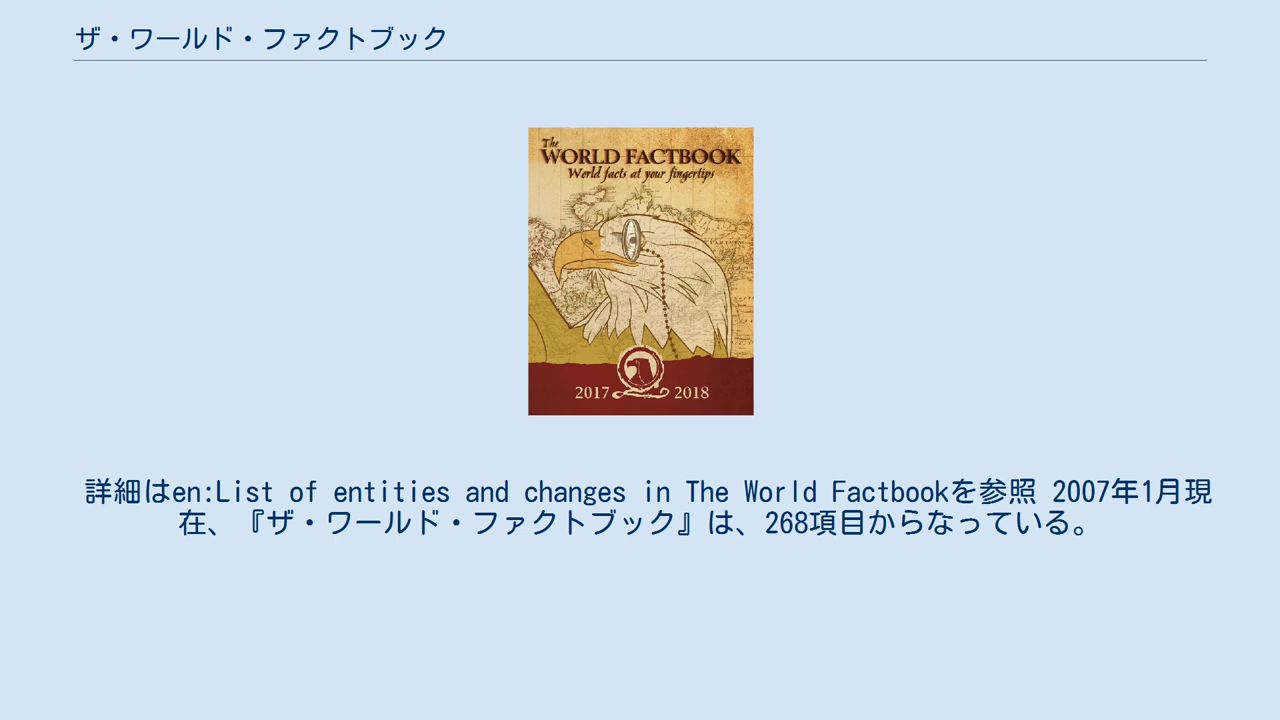 ザ・ワールド・ファクトブック
The
WORLD FACTBOOK
World facts at your fingertips
2017 2018
詳細はen:List of entities and changes in The World Factbookを参照 2007年1月現
在、『ザ・ワールド・ファクトブック』は、268項目からなっている。